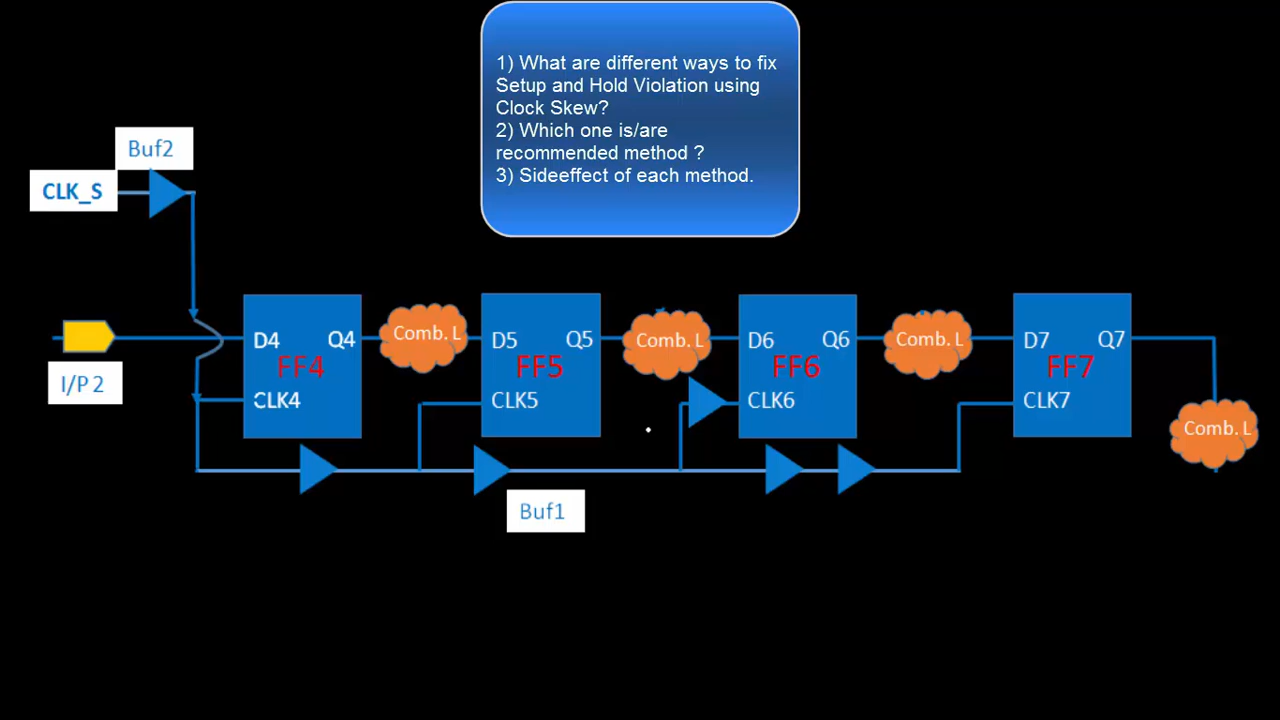 1) What are different ways to fix
Setup and Hold Violation using
Clock Skew?
2) Which one is/are
recommended method ?
3) Sideeffect of each method.
Buf2
CLK_S
I/P 2
D4 Q4
FF4
CLK4
Comb. L
D5 Q5
FF5
CLK5
Comb. L
D6 Q6
FF6
CLK6
Comb. L
D7 Q7
FF7
CLK7
Comb. L
Buf1